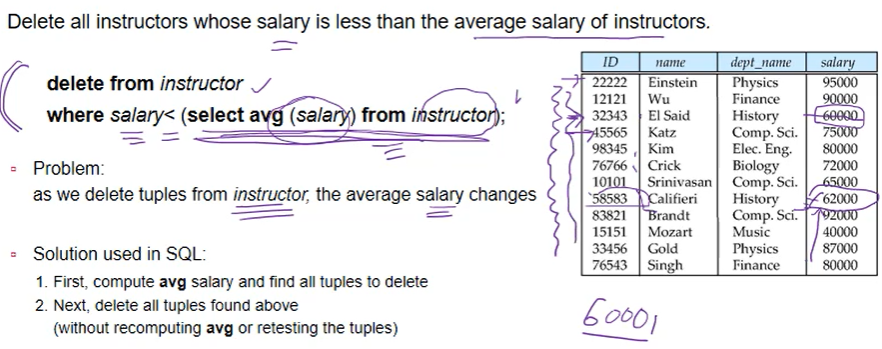 Delete all instructors whose salary is less than the average salary of instructors.
delete from instructor
where salary< (select avg (salary) from instructor);
Problem:
as we delete tuples from instructor, the average salary changes
Solution used in SQL:
1. First, compute avg salary and find all tuples to delete
2. Next, delete all tuples found above
(without recomputing avg or retesting the tuples)
ID name dept_name salary
22222 Einstein Physics 95000
12121 Wu Finance 90000
32343 El Said History 60000
45565 Katz Comp. Sci. 75000
98345 Kim Elec. Eng. 80000
76766 Crick Biology 72000
10101 Srinivasan Comp. Sci. 65000
58583 Califieri History 62000
83821 Brandt Comp. Sci. 92000
15151 Mozart Music 40000
33456 Gold Physics 87000
76543 Singh Finance 80000
60001